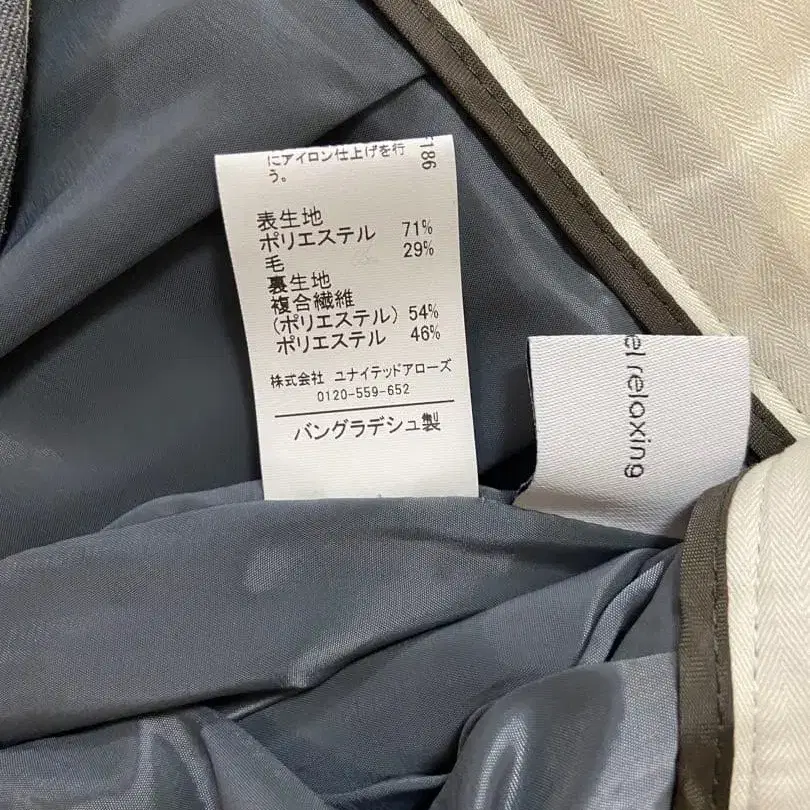 にアイロン仕上げを行
う。
186
表生地
ポリエステル 71%
毛 29%
裏生地
複合繊維
(ポリエステル) 54%
ポリエステル 46%
株式会社 ユナイテッドアローズ
0120-559-652
バングラデシュ製
el relaxing